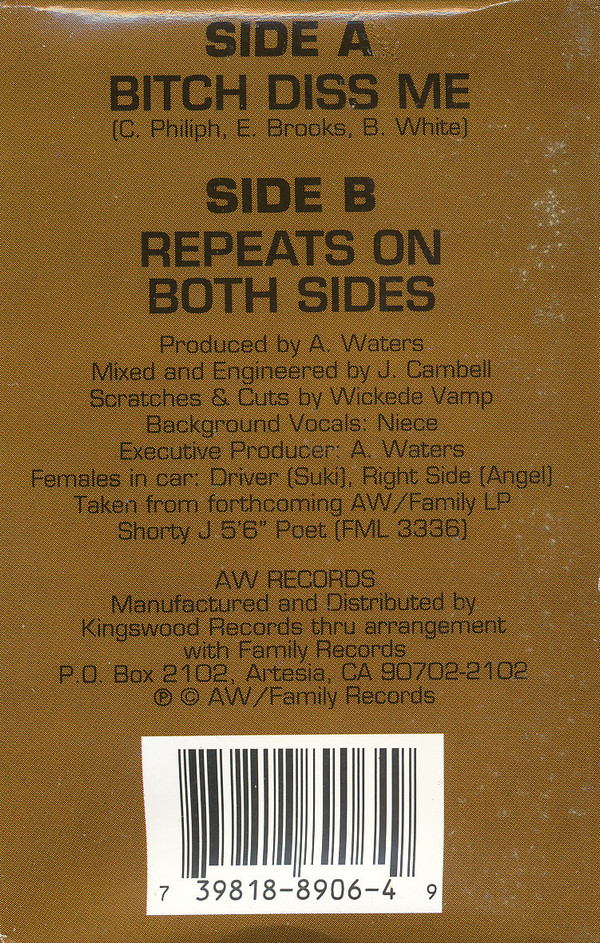 SIDE A
BITCH DISS ME
(C. Philiph, E. Brooks, B. White)
SIDE B
REPEATS ON
BOTH SIDES
Produced by A. Waters
Mixed and Engineered by J. Cambell
Scratches & Cuts by Wickede Vamp
Background Vocals: Niece
Executive Producer: A. Waters
Females in car: Driver (Suki), Right Side (Angel)
Taken from forthcoming AW/Family LP
Shorty J 5'6" Poet (FML 3336)
AW RECORDS
Manufactured and Distributed by
Kingswood Records thru arrangement
with Family Records
P.O. Box 2102, Artesia, CA 90702-2102
℗ © AW/Family Records
7 39818-8906-4 9